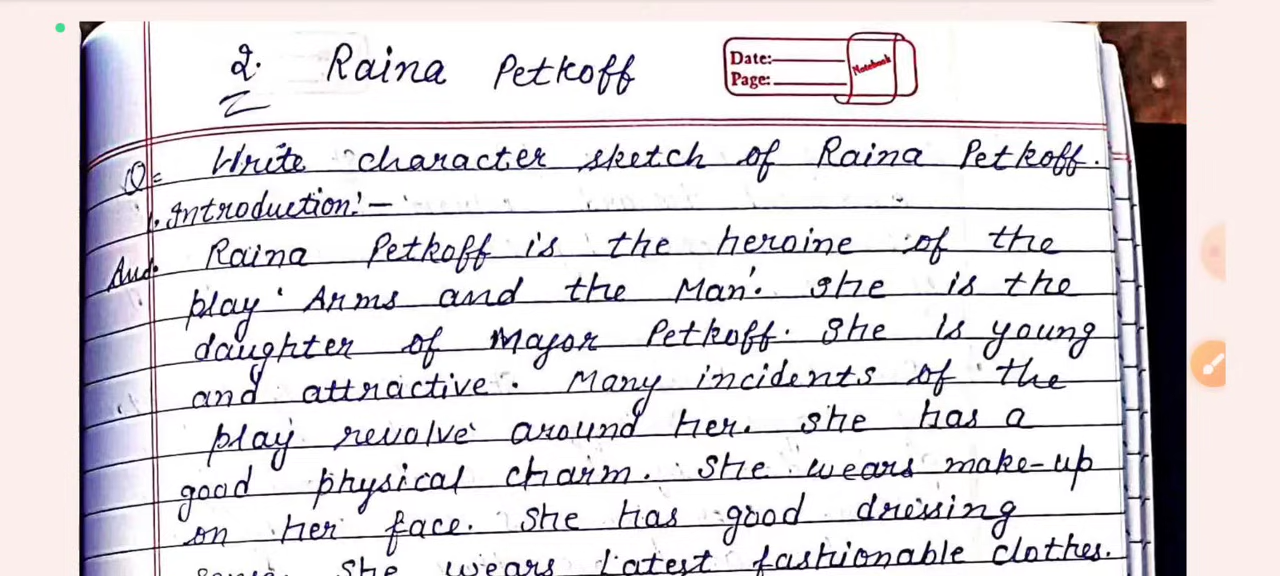 2. Raina Petkoff
Date:
Page:
Notebook
Q= Write character sketch of Raina Petkoff.
1. Introduction:-
Ans. Raina Petkoff is the heroine of the
play 'Arms and the Man'. She is the
daughter of Major Petkoff. She is young
and attractive. Many incidents of the
play revolve around her. She has a
good physical charm. She wears make-up
on her face. She has good dressing
She wears Latest fashionable clothes.